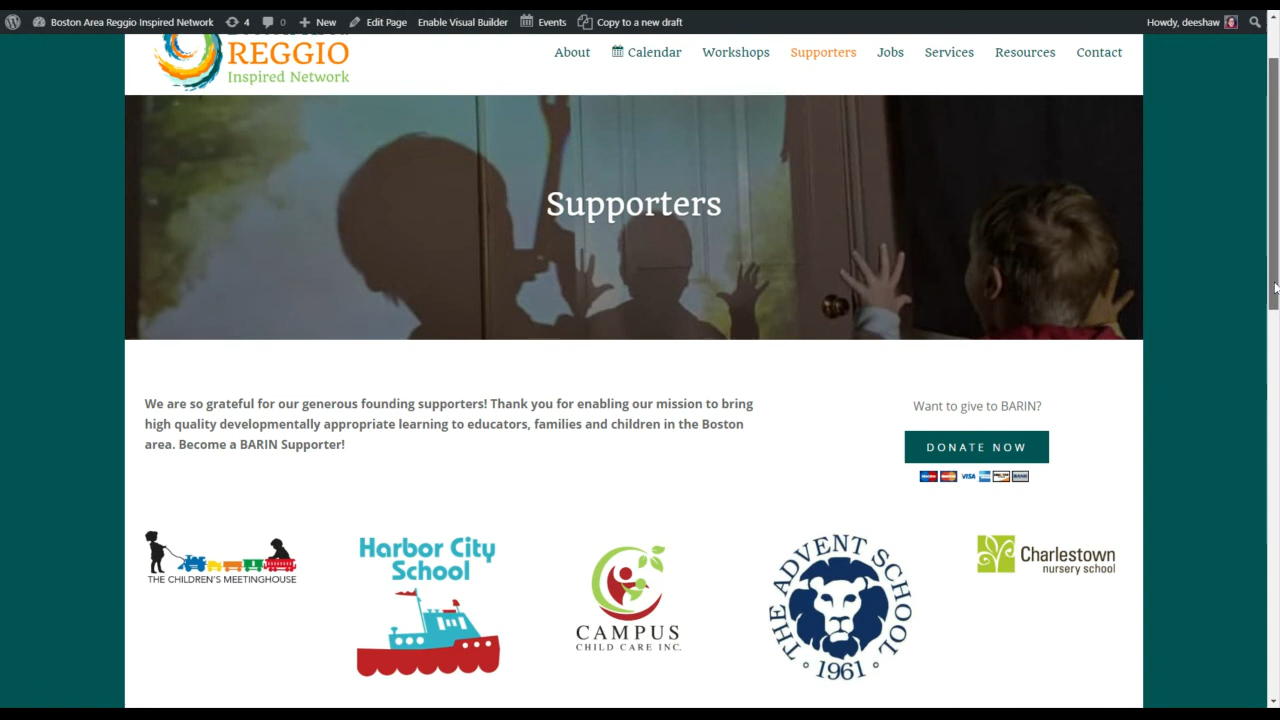 Boston Area Reggio Inspired Network 4 0 New Edit Page Enable Visual Builder Events Copy to a new draft Howdy, deeshaw
REGGIO
Inspired Network
About Calendar Workshops Supporters Jobs Services Resources Contact
Supporters
We are so grateful for our generous founding supporters! Thank you for enabling our mission to bring
high quality developmentally appropriate learning to educators, families and children in the Boston
area. Become a BARIN Supporter!
Want to give to BARIN?
DONATE NOW
VISA
THE CHILDREN'S MEETINGHOUSE
Harbor City
School
CAMPUS
CHILD CARE INC.
THE ADVENT SCHOOL
1961
Charlestown
nursery school